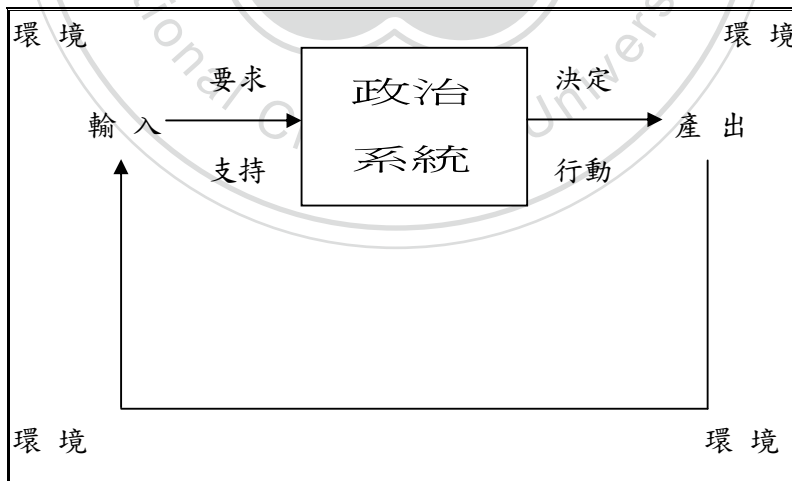 環 境 環 境
要求 政治 決定
輸 入 產 出
支持 系統 行動
環 境 環 境